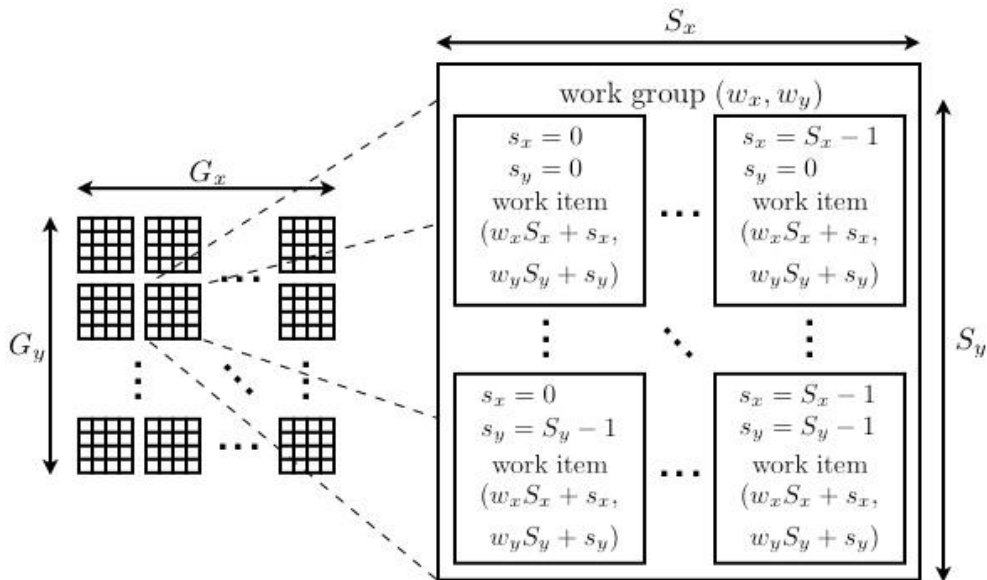 S_x
work group (w_x, w_y)
s_x = 0
s_y = 0
work item
(w_xS_x + s_x,
w_yS_y + s_y)
s_x = S_x − 1
s_y = 0
work item
(w_xS_x + s_x,
w_yS_y + s_y)
G_x
G_y
S_y
s_x = 0
s_y = S_y − 1
work item
(w_xS_x + s_x,
w_yS_y + s_y)
s_x = S_x − 1
s_y = S_y − 1
work item
(w_xS_x + s_x,
w_yS_y + s_y)